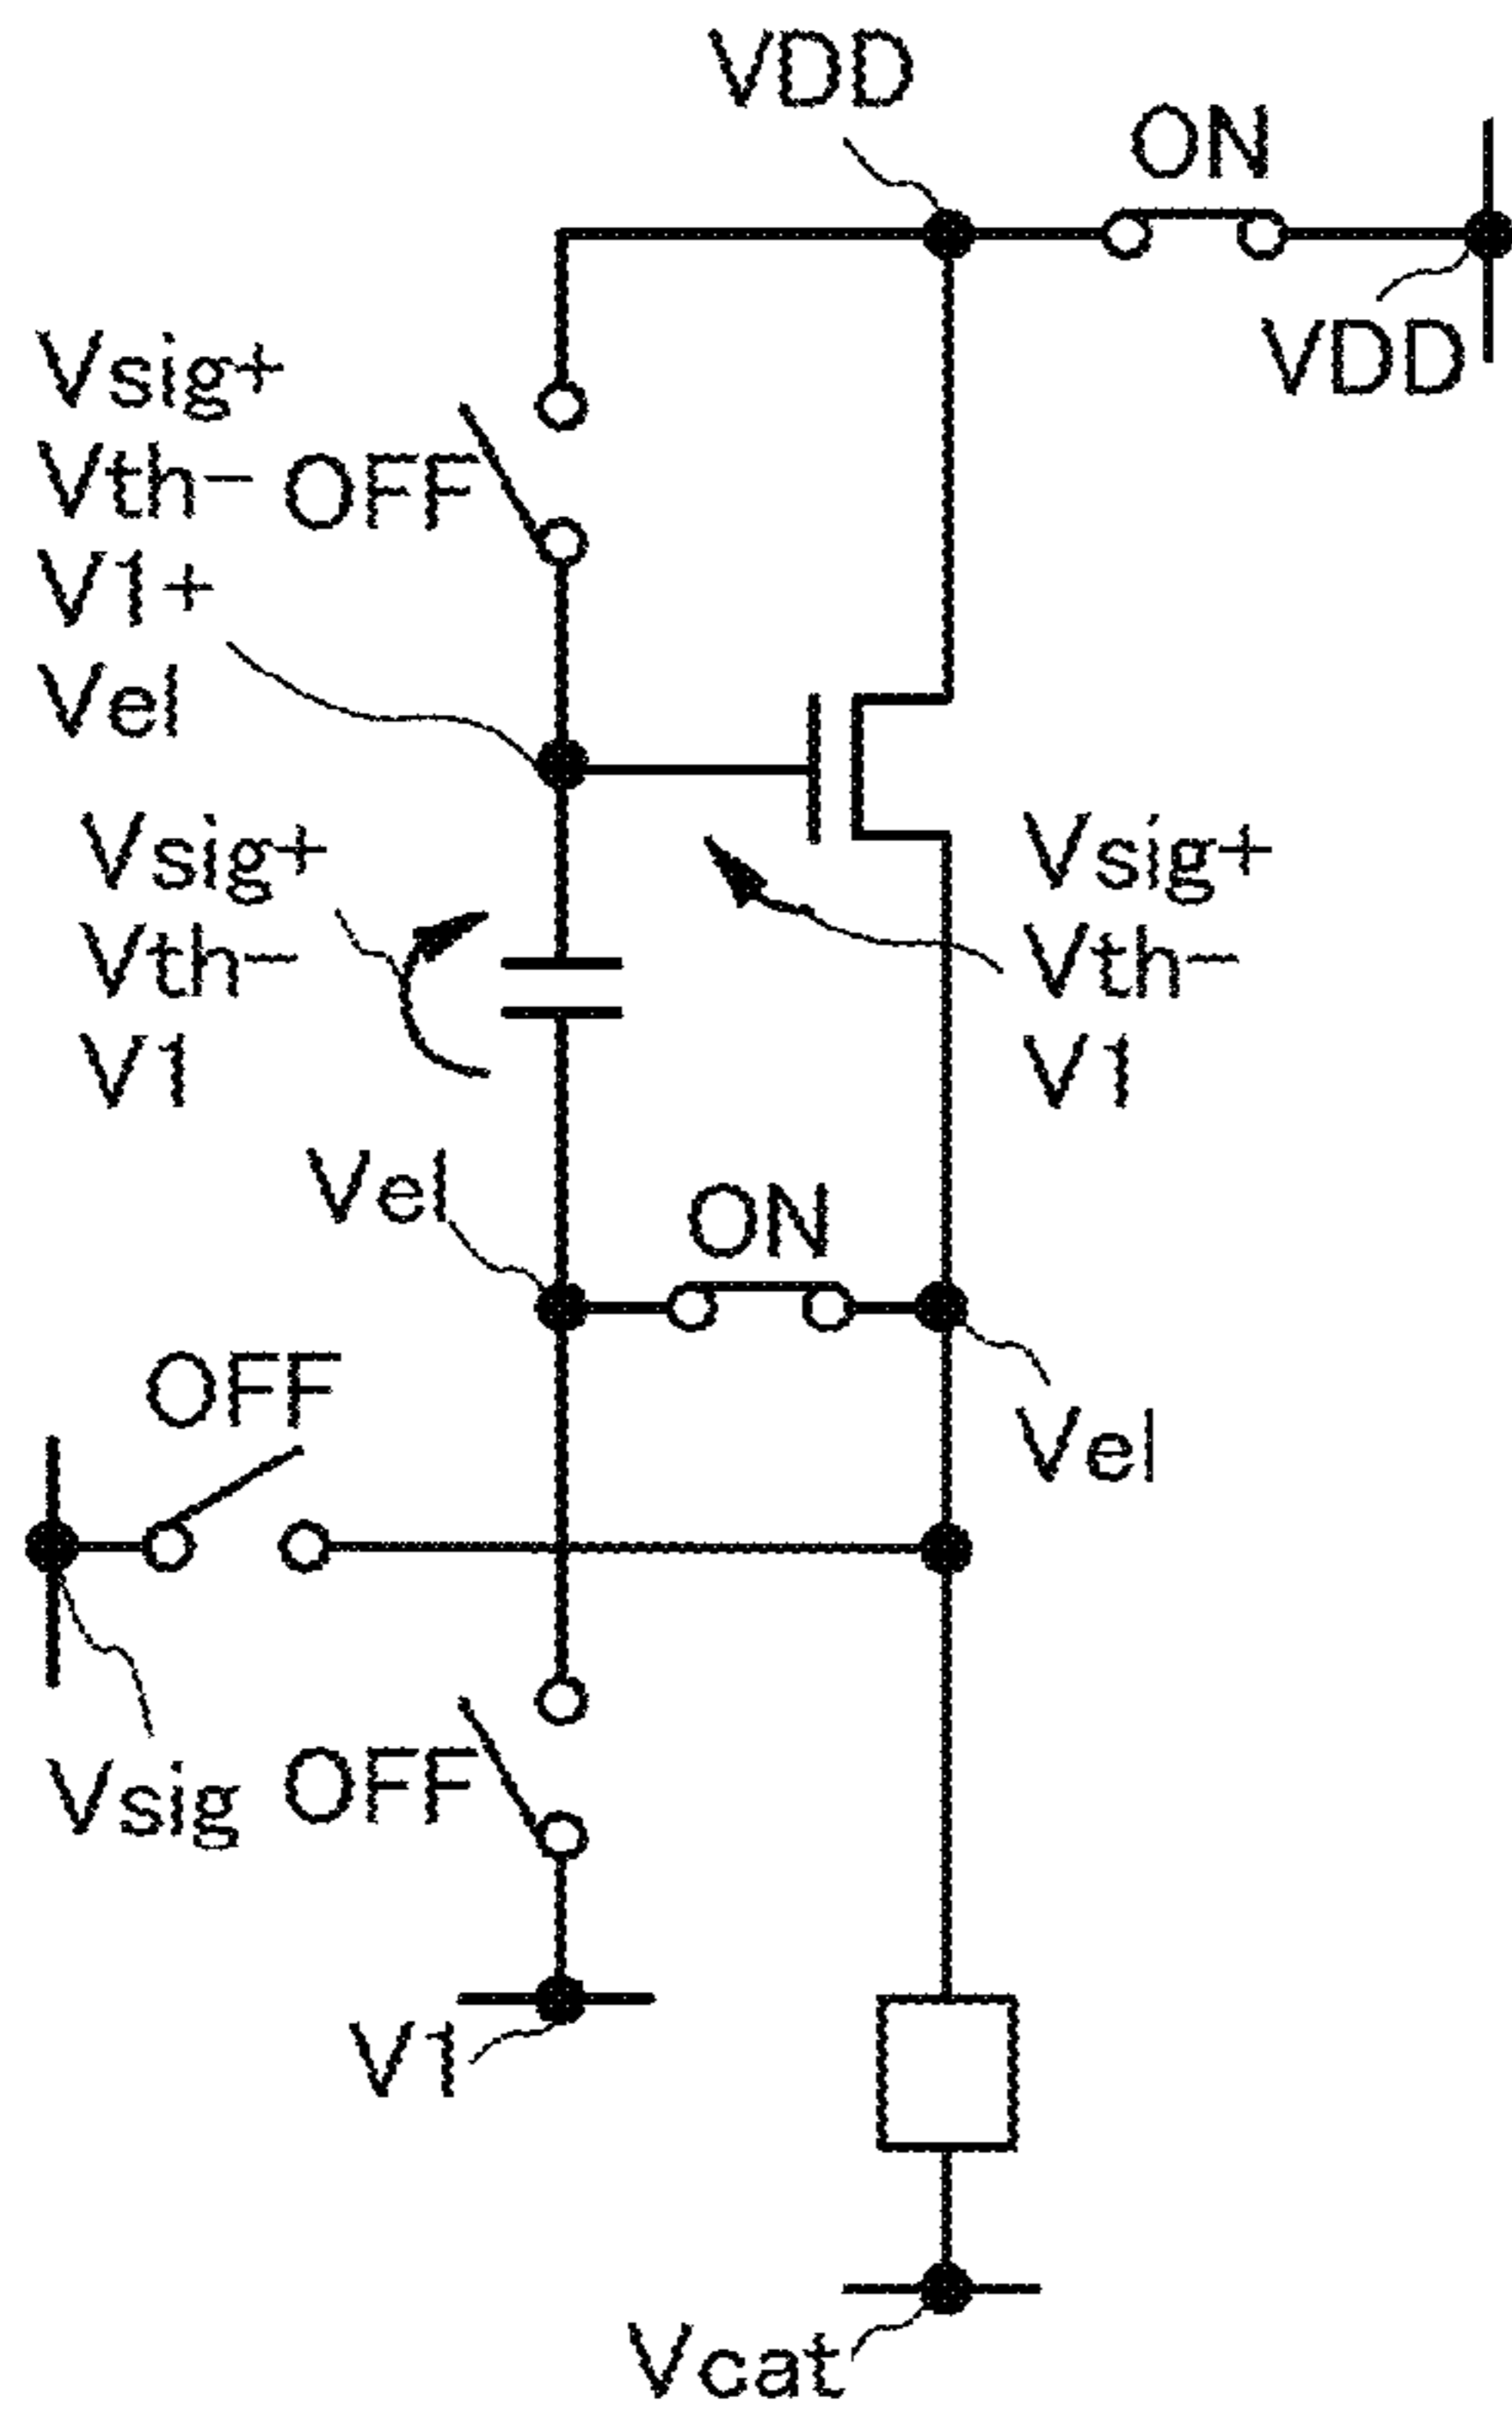 VDD
ON
VDD
Vsig+
Vth-
V1+
Vel
OFF
Vsig+
Vth-
V1
Vsig+
Vth-
V1
Vel
ON
Vel
OFF
Vsig
OFF
V1
Vcat